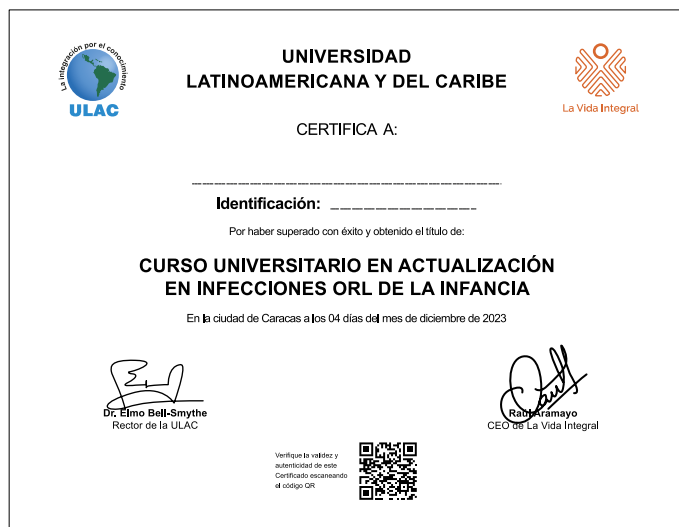 La integración por el conocimiento
ULAC
UNIVERSIDAD
LATINOAMERICANA Y DEL CARIBE
La Vida Integral
CERTIFICA A:
Identificación:
Por haber superado con éxito y obtenido el título de:
CURSO UNIVERSITARIO EN ACTUALIZACIÓN
EN INFECCIONES ORL DE LA INFANCIA
En la ciudad de Caracas a los 04 días del mes de diciembre de 2023
Dr. Elmo Bell-Smythe
Rector de la ULAC
Raúl Aramayo
CEO de La Vida Integral
Verifique la validez y
autenticidad de este
Certificado escaneando
el código QR